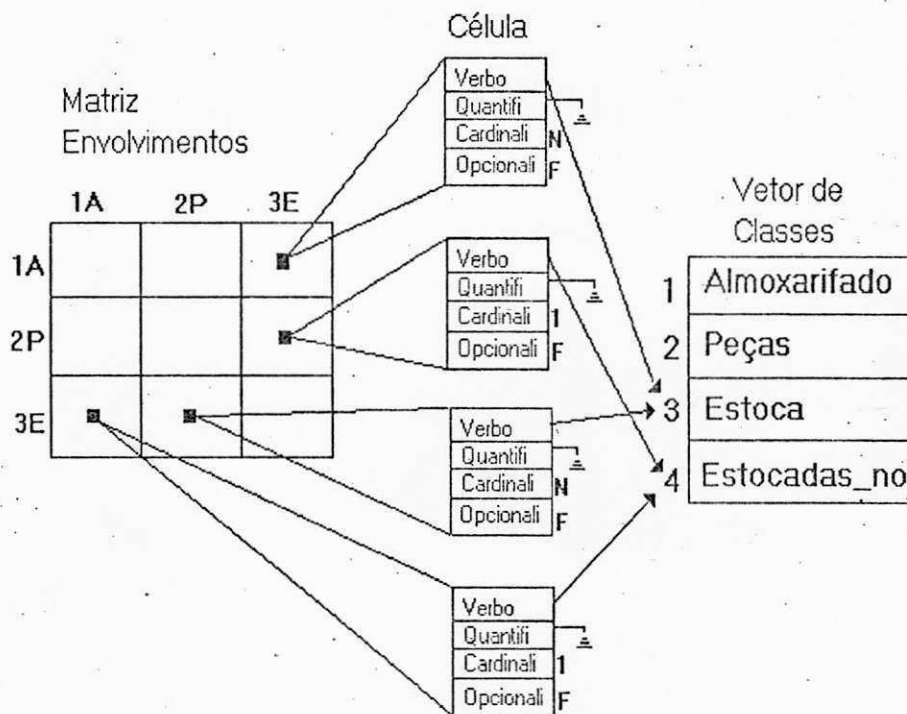 Célula
Matriz
Envolvimentos
1A 2P 3E
1A
2P
3E
Verbo
Quantifi
Cardinali N
Opcionali F
Verbo
Quantifi
Cardinali 1
Opcionali F
Verbo
Quantifi
Cardinali N
Opcionali F
Verbo
Quantifi
Cardinali 1
Opcionali F
Vetor de
Classes
1 Almoxarifado
2 Peças
3 Estoca
4 Estocadas_no